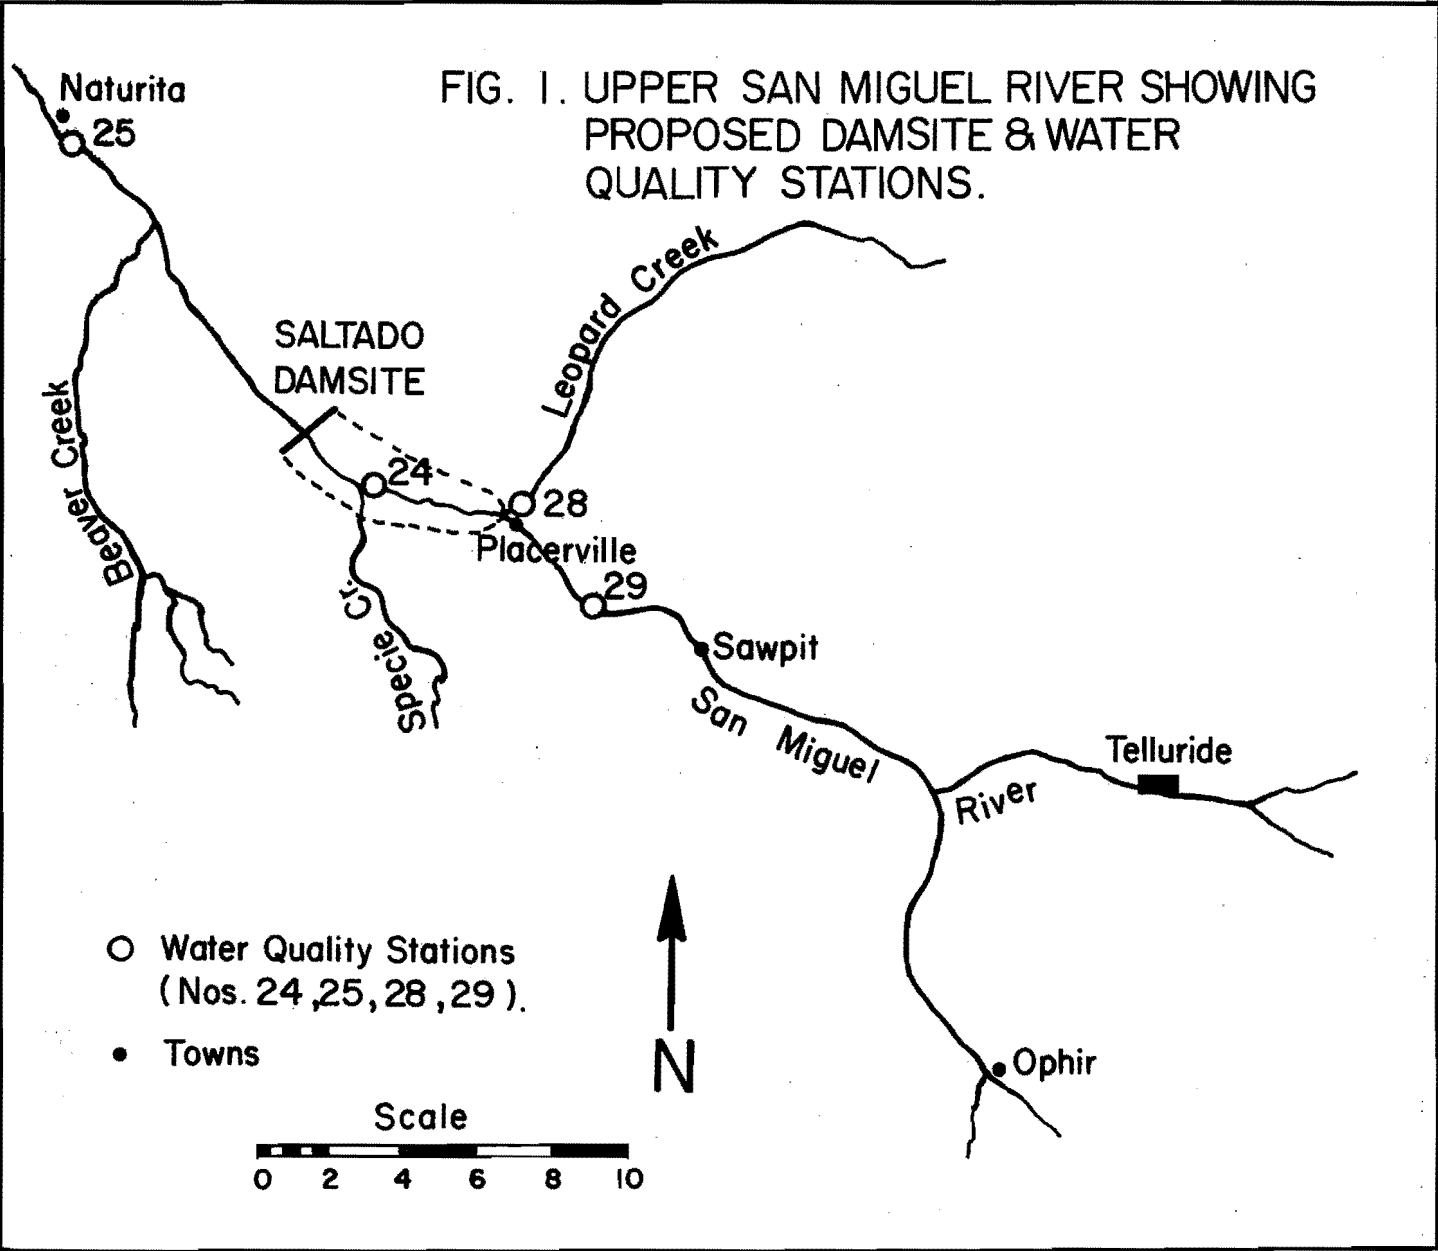 FIG. 1. UPPER SAN MIGUEL RIVER SHOWING
PROPOSED DAMSITE & WATER
QUALITY STATIONS.
Naturita
25
Leopard Creek
SALTADO
DAMSITE
Beaver Creek
24
28
Placerville
29
Specie Cr.
Sawpit
San Miguel River
Telluride
Water Quality Stations
(Nos. 24,25,28,29).
Towns
N
Ophir
Scale
0 2 4 6 8 10